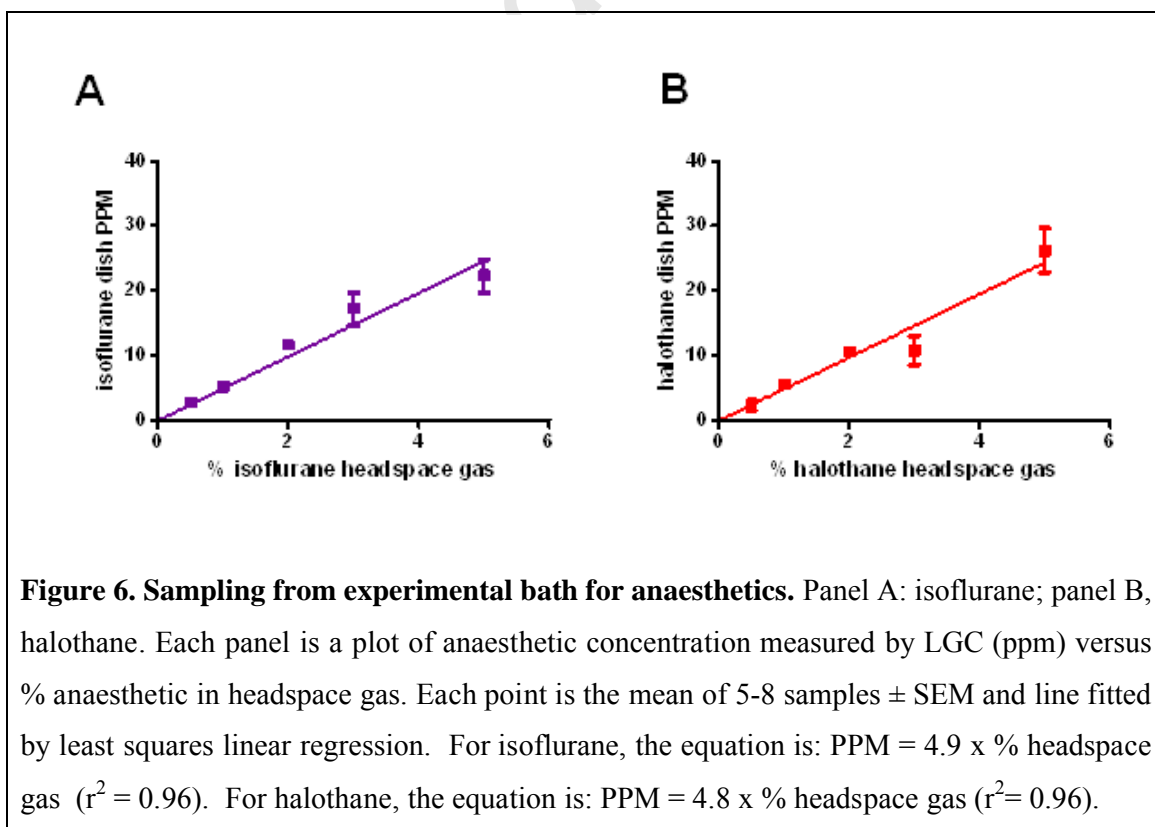 A
B
40
30
20
10
0
isoflurane dish PPM
0
2
4
6
% isoflurane headspace gas
40
30
20
10
0
halothane dish PPM
0
2
4
6
% halothane headspace gas
Figure 6. Sampling from experimental bath for anaesthetics. Panel A: isoflurane; panel B,
halothane. Each panel is a plot of anaesthetic concentration measured by LGC (ppm) versus
% anaesthetic in headspace gas. Each point is the mean of 5-8 samples ± SEM and line fitted
by least squares linear regression. For isoflurane, the equation is: PPM = 4.9 x % headspace
gas (r² = 0.96). For halothane, the equation is: PPM = 4.8 x % headspace gas (r²= 0.96).